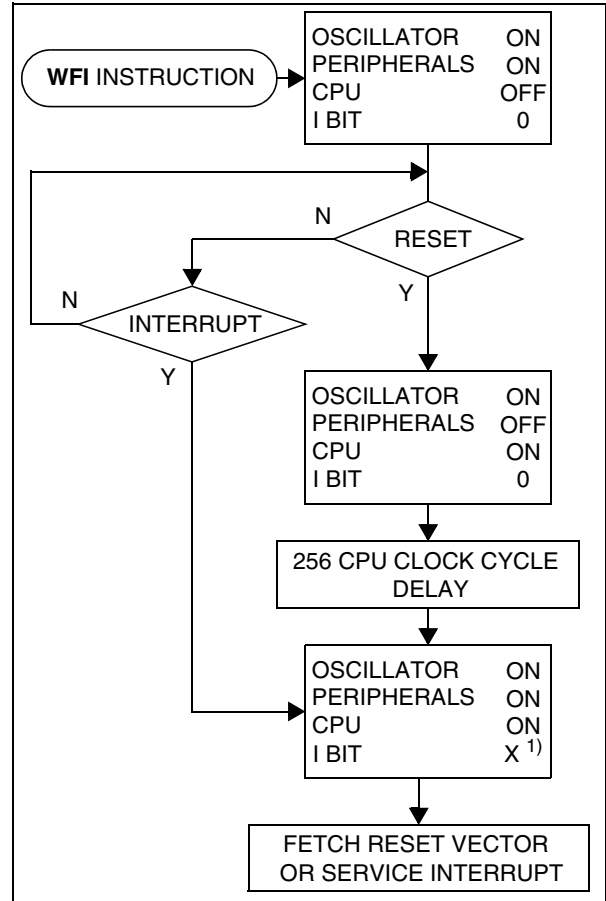 WFI INSTRUCTION
OSCILLATOR ON
PERIPHERALS ON
CPU OFF
I BIT 0
N
RESET
Y
N
INTERRUPT
Y
OSCILLATOR ON
PERIPHERALS OFF
CPU ON
I BIT 0
256 CPU CLOCK CYCLE
DELAY
OSCILLATOR ON
PERIPHERALS ON
CPU ON
I BIT X 1)
FETCH RESET VECTOR
OR SERVICE INTERRUPT